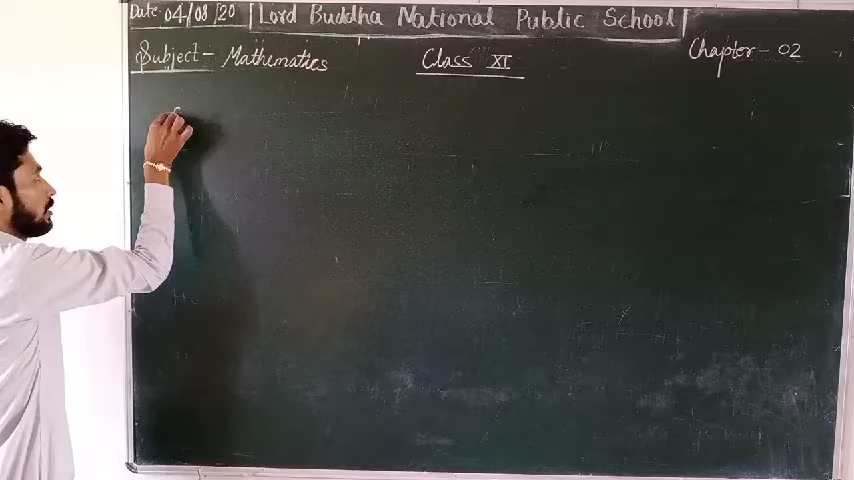 Date- 04/08/20 Lord Buddha National Public School
Subject - Mathematics Class XI Chapter - 02